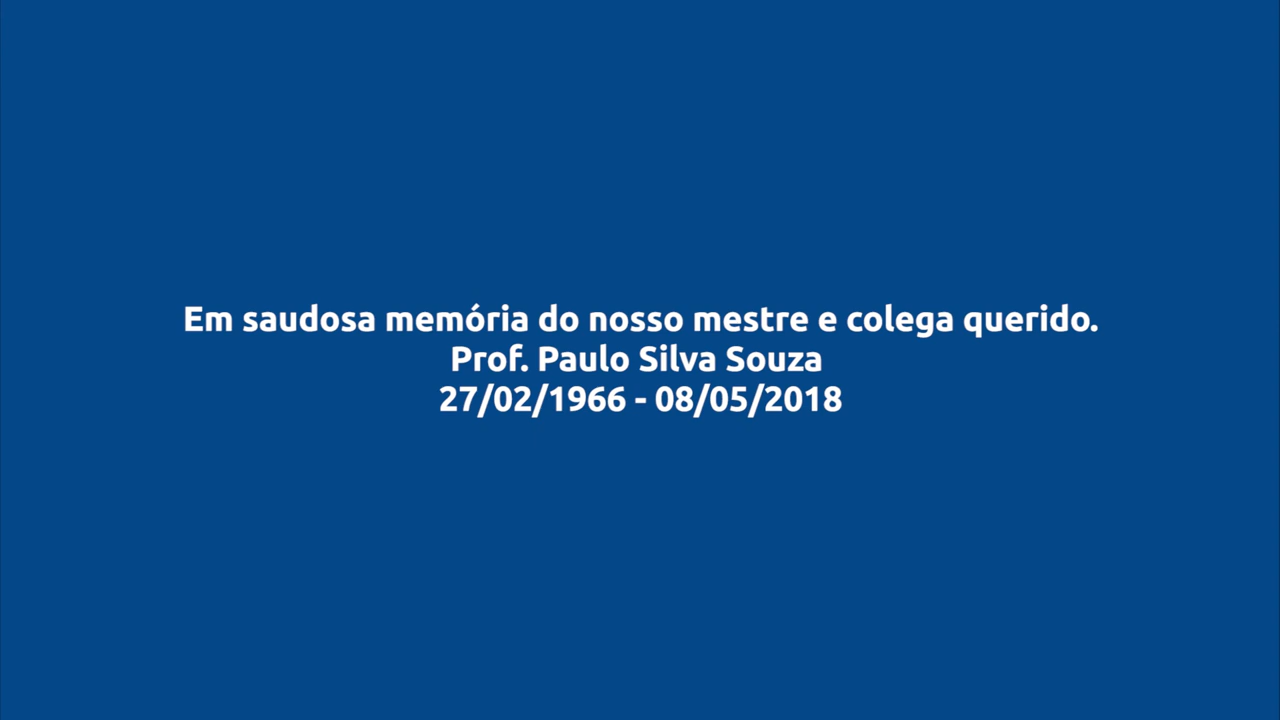 Em saudosa memória do nosso mestre e colega querido.
Prof. Paulo Silva Souza
27/02/1966 - 08/05/2018